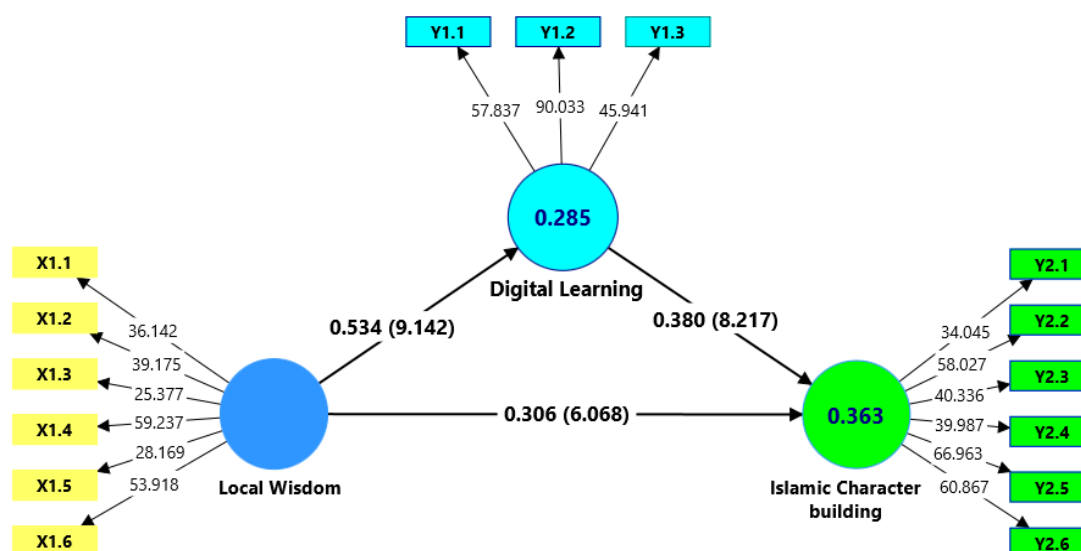 Y1.1
Y1.2
Y1.3
57.837
90.033
45.941
0.285
Digital Learning
X1.1
X1.2
X1.3
X1.4
X1.5
X1.6
36.142
39.175
25.377
59.237
28.169
53.918
Local Wisdom
0.534 (9.142)
0.380 (8.217)
0.306 (6.068)
0.363
Islamic Character
building
34.045
58.027
40.336
39.987
66.963
60.867
Y2.1
Y2.2
Y2.3
Y2.4
Y2.5
Y2.6